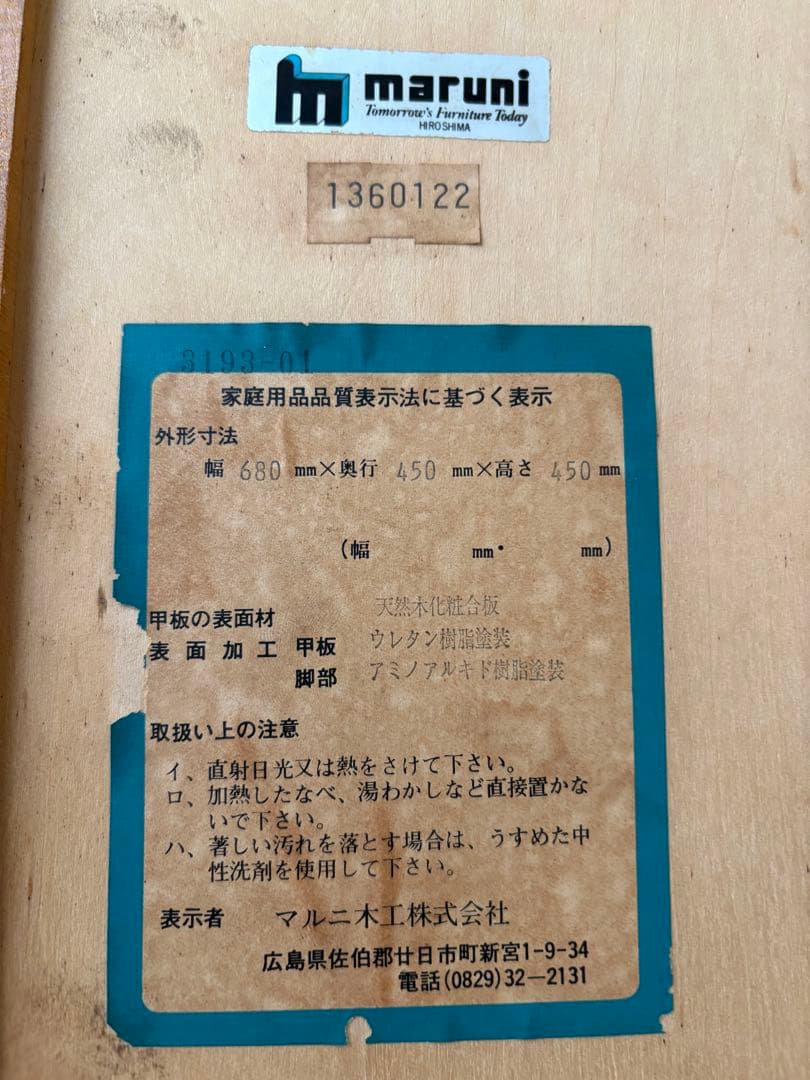 maruni
Tomorrow's Furniture Today
HIROSHIMA
1360122
3193-01
家庭用品品質表示法に基づく表示
外形寸法
幅 680 mm×奥行 450 mm×高さ 450 mm
(幅 mm・ mm)
甲板の表面材 天然木化粧合板
表面加工 甲板 ウレタン樹脂塗装
脚部 アミノアルキド樹脂塗装
取扱い上の注意
イ、直射日光又は熱をさけて下さい。
ロ、加熱したなべ、湯わかしなど直接置かな
いで下さい。
ハ、著しい汚れを落とす場合は、うすめた中
性洗剤を使用して下さい。
表示者 マルニ木工株式会社
広島県佐伯郡廿日市町新宮1-9-34
電話(0829)32-2131